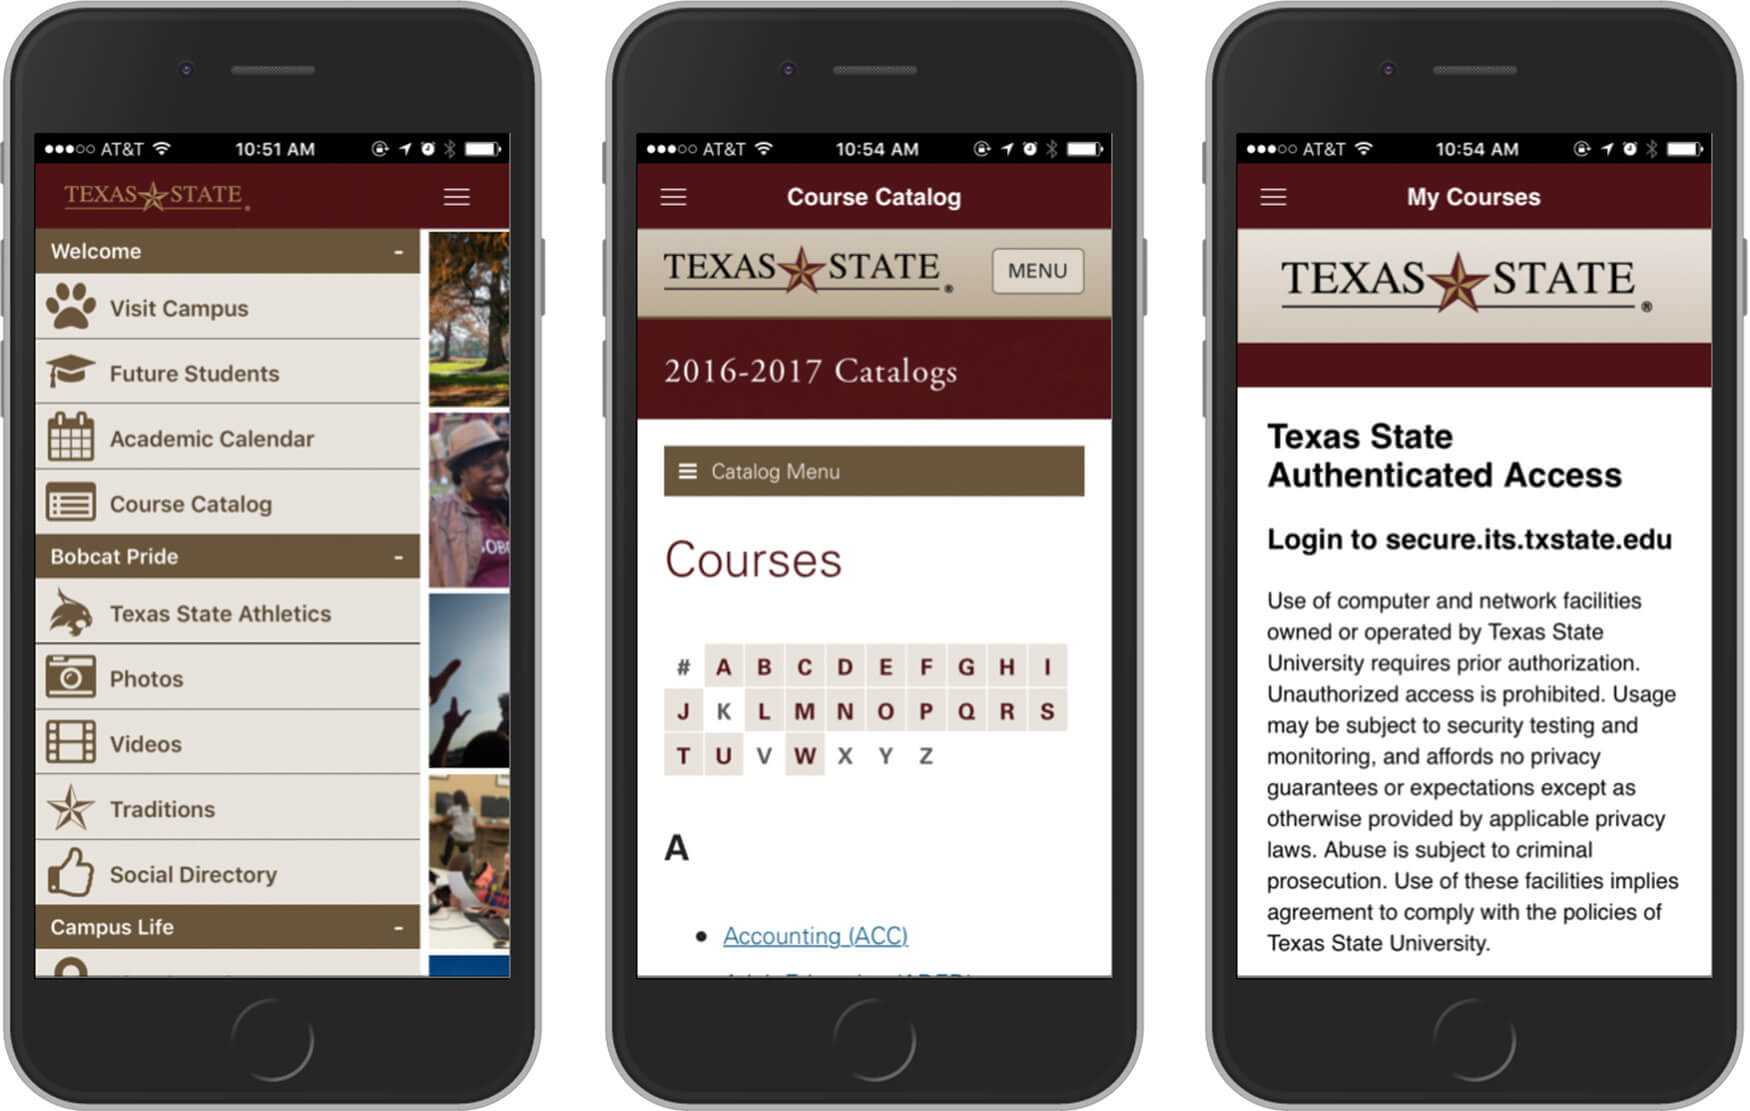 AT&T 10:51 AM
TEXAS STATE ®
Welcome -
Visit Campus
Future Students
Academic Calendar
Course Catalog
Bobcat Pride -
Texas State Athletics
Photos
Videos
Traditions
Social Directory
Campus Life -
AT&T 10:54 AM
Course Catalog
TEXAS STATE ® MENU
2016-2017 Catalogs
Catalog Menu
Courses
# A B C D E F G H I
J K L M N O P Q R S
T U V W X Y Z
A
• Accounting (ACC)
AT&T 10:54 AM
My Courses
TEXAS STATE ®
Texas State
Authenticated Access
Login to secure.its.txstate.edu
Use of computer and network facilities
owned or operated by Texas State
University requires prior authorization.
Unauthorized access is prohibited. Usage
may be subject to security testing and
monitoring, and affords no privacy
guarantees or expectations except as
otherwise provided by applicable privacy
laws. Abuse is subject to criminal
prosecution. Use of these facilities implies
agreement to comply with the policies of
Texas State University.